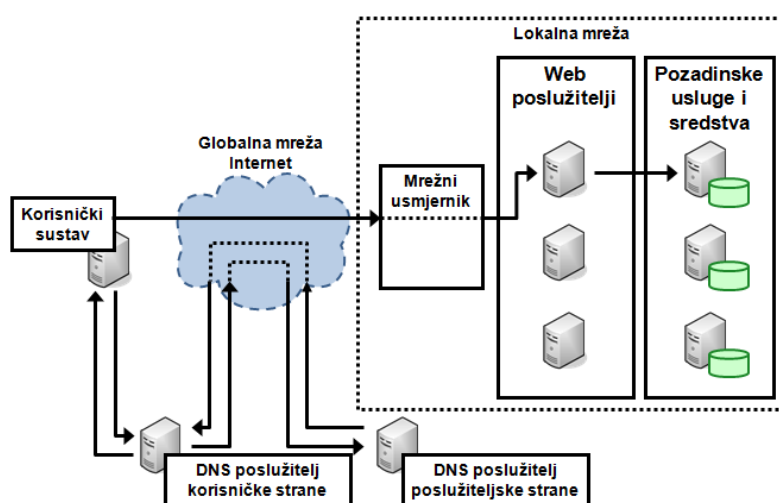 Lokalna mreža
Web
poslužitelji
Pozadinske
usluge i
sredstva
Globalna mreža
Internet
Mrežni
usmjernik
Korisnički
sustav
DNS poslužitelj
korisničke strane
DNS poslužitelj
poslužiteljske strane